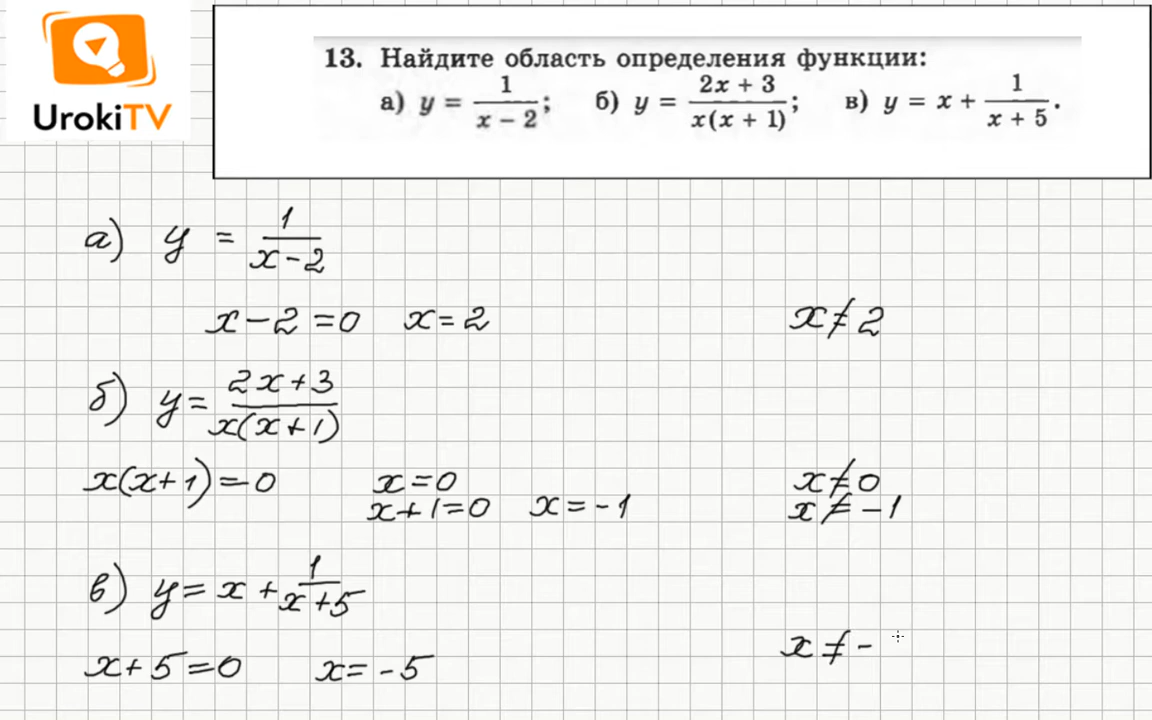 UrokiTV
13. Найдите область определения функции:
а) y = 1/(x − 2); б) y = (2x + 3)/(x(x + 1)); в) y = x + 1/(x + 5).
а) y = 1/(x−2)
x−2=0 x=2 x≠2
б) y = (2x+3)/(x(x+1))
x(x+1)=0 x=0 x≠0
x+1=0 x=−1 x≠−1
в) y=x+1/(x+5)
x+5=0 x=−5 x≠−